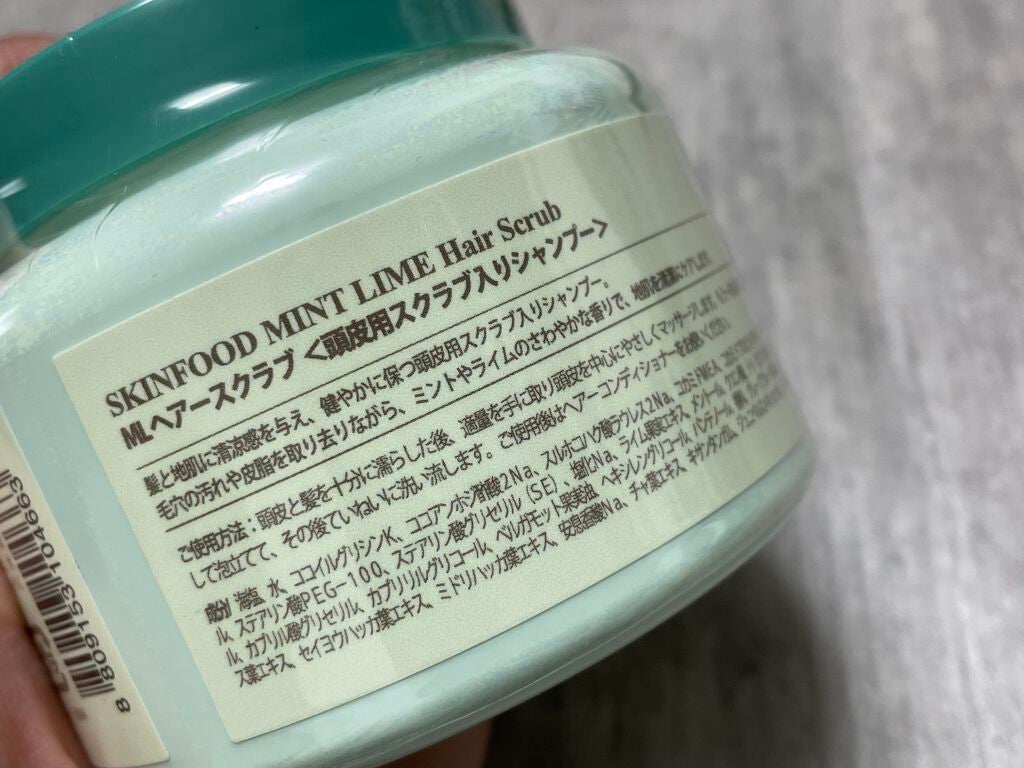 SKINFOOD MINT LIME Hair Scrub
MLヘアースクラブ <頭皮用スクラブ入りシャンプー>
髪と地肌に清涼感を与え、健やかに保つ頭皮用スクラブ入りシャンプー。
毛穴の汚れや皮脂を取り去りながら、ミントやライムのさわやかな香りで、地肌を清潔にケアします。
ご使用方法：頭皮と髪を十分に濡らした後、適量を手に取り頭皮を中心にやさしくマッサージします。
して泡立てて、その後ていねいに洗い流します。ご使用後はヘアーコンディショナーをお使いください。
成分/ 海塩、水、ココイルグリシンK、ココアンホジ酢酸2Na、スルホコハク酸ラウレス2Na、コカミドMEA、
ル、ステアリン酸PEG-100、ステアリン酸グリセリル（SE）、塩化Na、ライム果実エキス、メントール、クエン酸、
ル、カプリル酸グリセリル、カプリリルグリコール、ベルガモット果実油、ヘキシレングリコール、パンテノール、
ス葉エキス、セイヨウハッカ葉エキス、ミドリハッカ葉エキス、安息香酸Na、チャ葉エキス、キサンタンガム、
8 809153 104663